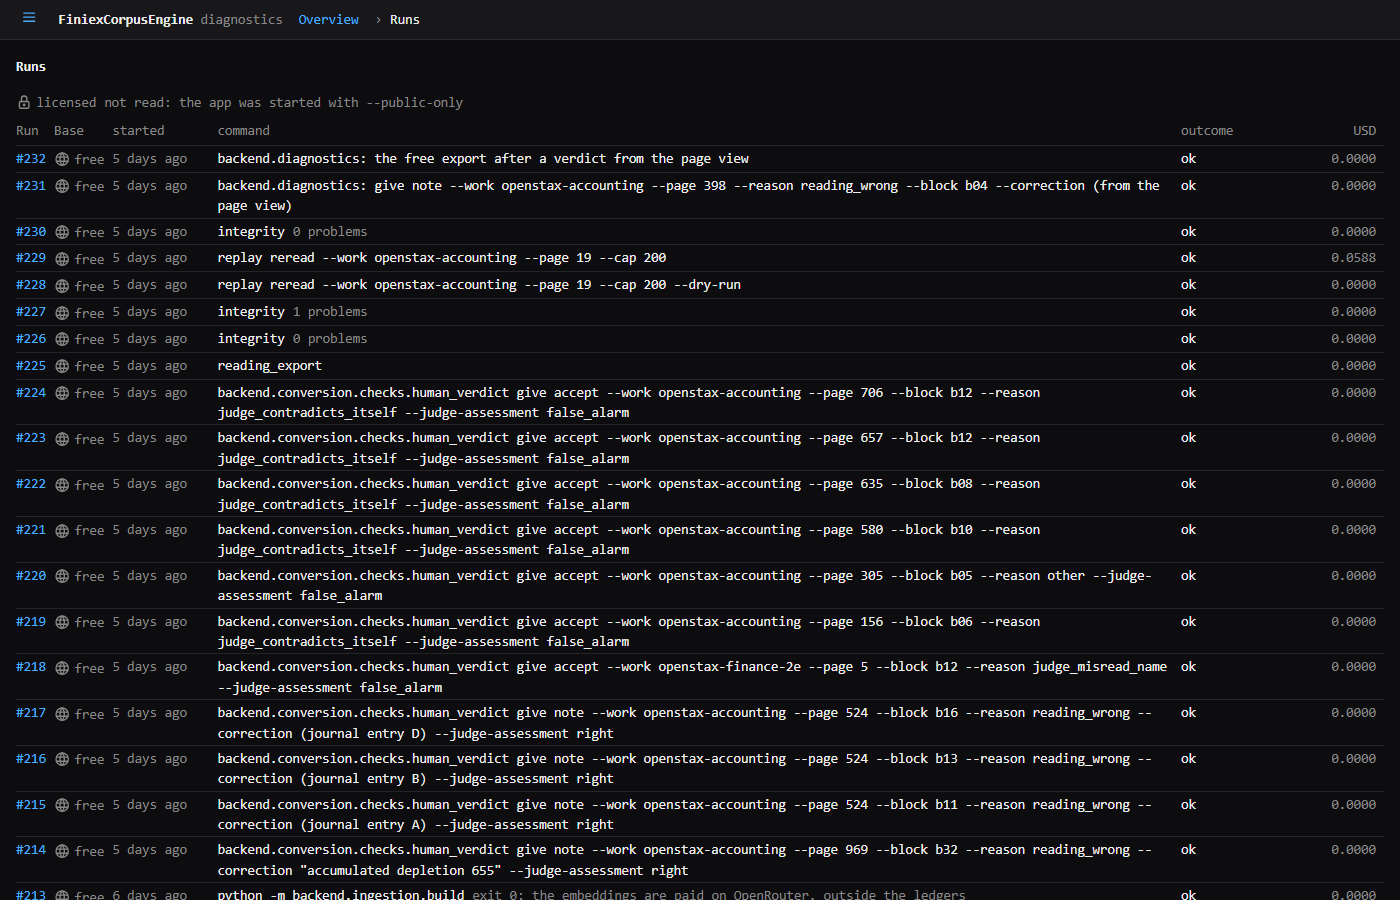 FiniexCorpusEngine diagnostics Overview › Runs
Runs
licensed not read: the app was started with --public-only
Run Base started command outcome USD
#232 free 5 days ago backend.diagnostics: the free export after a verdict from the page view ok 0.0000
#231 free 5 days ago backend.diagnostics: give note --work openstax-accounting --page 398 --reason reading_wrong --block b04 --correction (from the ok 0.0000
page view)
#230 free 5 days ago integrity 0 problems ok 0.0000
#229 free 5 days ago replay reread --work openstax-accounting --page 19 --cap 200 ok 0.0588
#228 free 5 days ago replay reread --work openstax-accounting --page 19 --cap 200 --dry-run ok 0.0000
#227 free 5 days ago integrity 1 problems ok 0.0000
#226 free 5 days ago integrity 0 problems ok 0.0000
#225 free 5 days ago reading_export ok 0.0000
#224 free 5 days ago backend.conversion.checks.human_verdict give accept --work openstax-accounting --page 706 --block b12 --reason ok 0.0000
judge_contradicts_itself --judge-assessment false_alarm
#223 free 5 days ago backend.conversion.checks.human_verdict give accept --work openstax-accounting --page 657 --block b12 --reason ok 0.0000
judge_contradicts_itself --judge-assessment false_alarm
#222 free 5 days ago backend.conversion.checks.human_verdict give accept --work openstax-accounting --page 635 --block b08 --reason ok 0.0000
judge_contradicts_itself --judge-assessment false_alarm
#221 free 5 days ago backend.conversion.checks.human_verdict give accept --work openstax-accounting --page 580 --block b10 --reason ok 0.0000
judge_contradicts_itself --judge-assessment false_alarm
#220 free 5 days ago backend.conversion.checks.human_verdict give accept --work openstax-accounting --page 305 --block b05 --reason other --judge- ok 0.0000
assessment false_alarm
#219 free 5 days ago backend.conversion.checks.human_verdict give accept --work openstax-accounting --page 156 --block b06 --reason ok 0.0000
judge_contradicts_itself --judge-assessment false_alarm
#218 free 5 days ago backend.conversion.checks.human_verdict give accept --work openstax-finance-2e --page 5 --block b12 --reason judge_misread_name ok 0.0000
--judge-assessment false_alarm
#217 free 5 days ago backend.conversion.checks.human_verdict give note --work openstax-accounting --page 524 --block b16 --reason reading_wrong -- ok 0.0000
correction (journal entry D) --judge-assessment right
#216 free 5 days ago backend.conversion.checks.human_verdict give note --work openstax-accounting --page 524 --block b13 --reason reading_wrong -- ok 0.0000
correction (journal entry B) --judge-assessment right
#215 free 5 days ago backend.conversion.checks.human_verdict give note --work openstax-accounting --page 524 --block b11 --reason reading_wrong -- ok 0.0000
correction (journal entry A) --judge-assessment right
#214 free 5 days ago backend.conversion.checks.human_verdict give note --work openstax-accounting --page 969 --block b32 --reason reading_wrong -- ok 0.0000
correction "accumulated depletion 655" --judge-assessment right
#213 free 6 days ago python -m backend.ingestion.build exit 0: the embeddings are paid on OpenRouter, outside the ledgers ok 0.0000